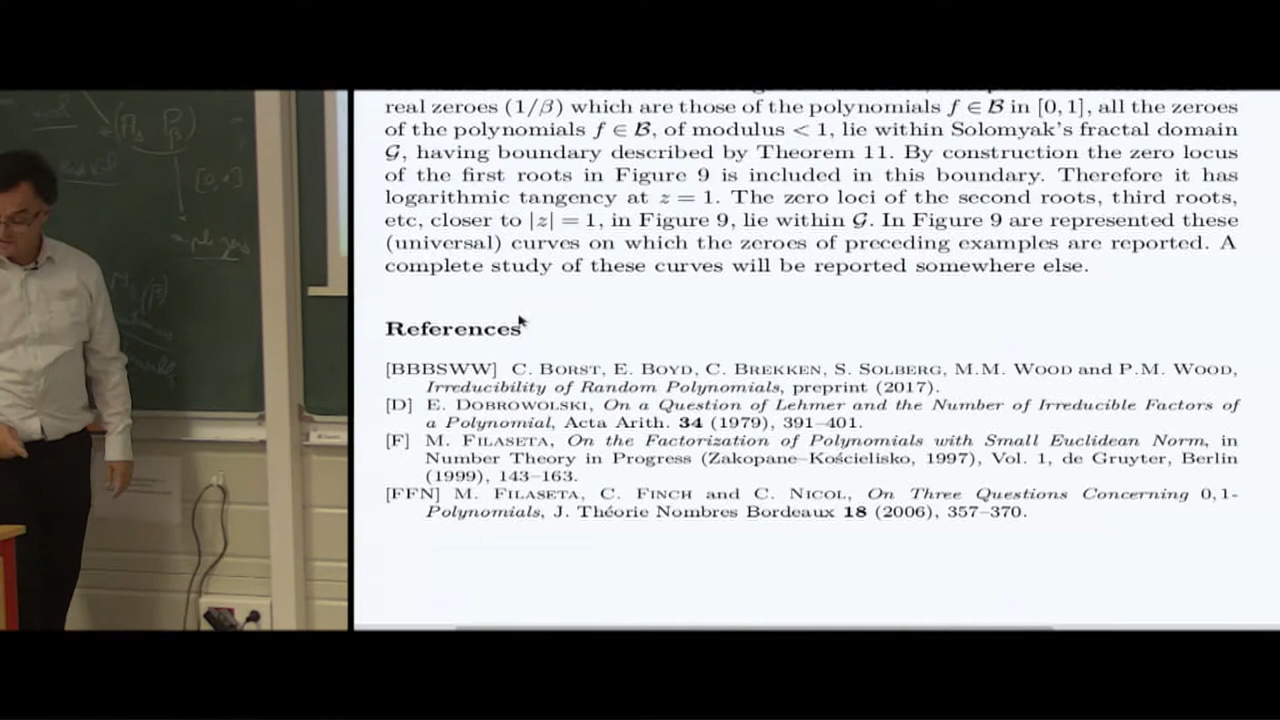 real zeroes (1/β) which are those of the polynomials f ∈ ℬ in [0, 1], all the zeroes
of the polynomials f ∈ ℬ, of modulus < 1, lie within Solomyak's fractal domain
𝒢, having boundary described by Theorem 11. By construction the zero locus
of the first roots in Figure 9 is included in this boundary. Therefore it has
logarithmic tangency at z = 1. The zero loci of the second roots, third roots,
etc, closer to |z| = 1, in Figure 9, lie within 𝒢. In Figure 9 are represented these
(universal) curves on which the zeroes of preceding examples are reported. A
complete study of these curves will be reported somewhere else.
References
[BBBSWW] C. BORST, E. BOYD, C. BREKKEN, S. SOLBERG, M.M. WOOD and P.M. WOOD,
Irreducibility of Random Polynomials, preprint (2017).
[D] E. DOBROWOLSKI, On a Question of Lehmer and the Number of Irreducible Factors of
a Polynomial, Acta Arith. 34 (1979), 391–401.
[F] M. FILASETA, On the Factorization of Polynomials with Small Euclidean Norm, in
Number Theory in Progress (Zakopane–Kościelisko, 1997), Vol. 1, de Gruyter, Berlin
(1999), 143–163.
[FFN] M. FILASETA, C. FINCH and C. NICOL, On Three Questions Concerning 0, 1-
Polynomials, J. Théorie Nombres Bordeaux 18 (2006), 357–370.